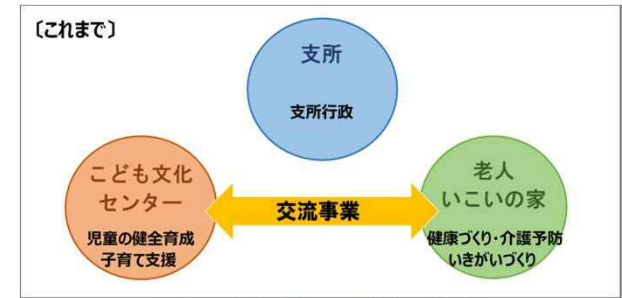 〔これまで〕
支所
支所行政
こども文化
センター
児童の健全育成
子育て支援
交流事業
老人
いこいの家
健康づくり・介護予防
いきがいづくり